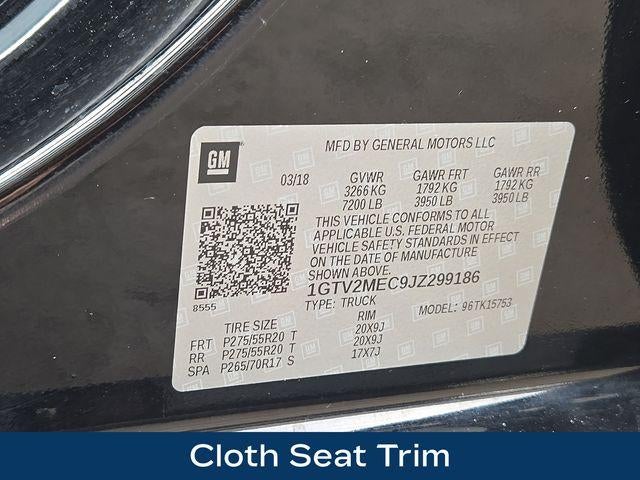 GM
MFD BY GENERAL MOTORS LLC
03/18 GVWR GAWR FRT GAWR RR
3266 KG 1792 KG 1792 KG
7200 LB 3950 LB 3950 LB
THIS VEHICLE CONFORMS TO ALL
APPLICABLE U.S. FEDERAL MOTOR
VEHICLE SAFETY STANDARDS IN EFFECT
ON THE DATE OF MANUFACTURE
SHOWN ABOVE.
8555
1GTV2MEC9JZ299186
TYPE: TRUCK MODEL: 96TK15753
TIRE SIZE RIM
FRT P275/55R20 T 20X9J
RR P275/55R20 T 20X9J
SPA P265/70R17 S 17X7J
Cloth Seat Trim